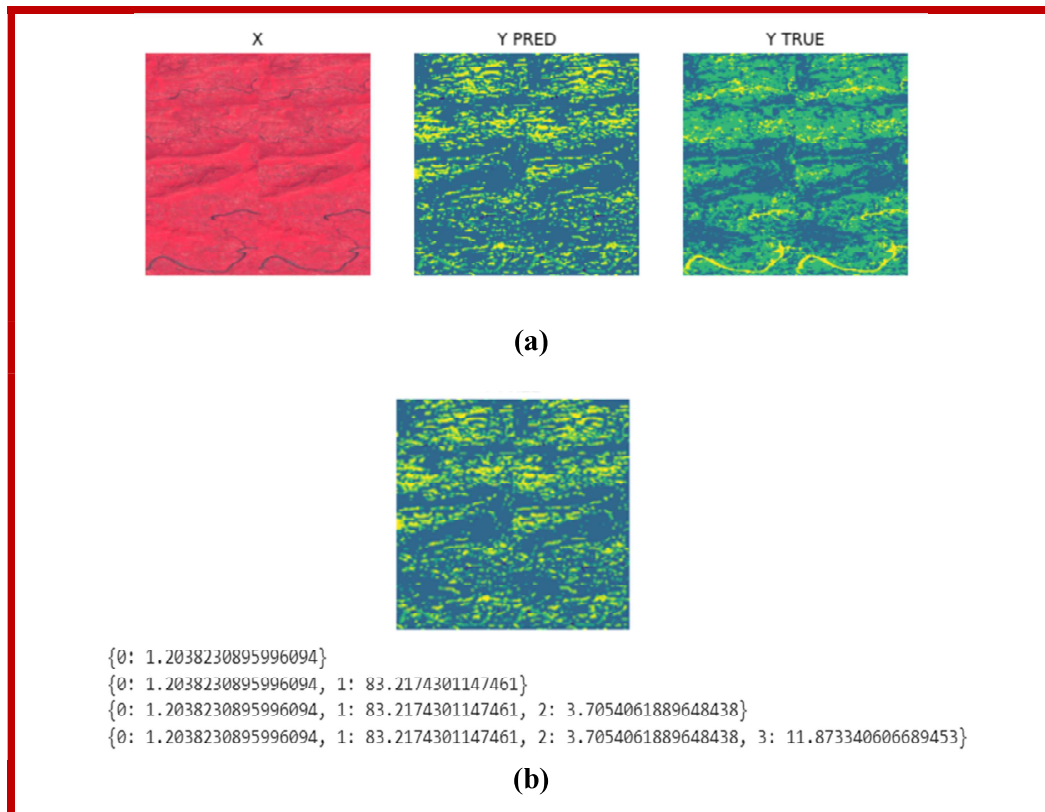 X Y PRED Y TRUE
(a)
{0: 1.2038230895996094}
{0: 1.2038230895996094, 1: 83.2174301147461}
{0: 1.2038230895996094, 1: 83.2174301147461, 2: 3.7054061889648438}
{0: 1.2038230895996094, 1: 83.2174301147461, 2: 3.7054061889648438, 3: 11.873340606689453}
(b)